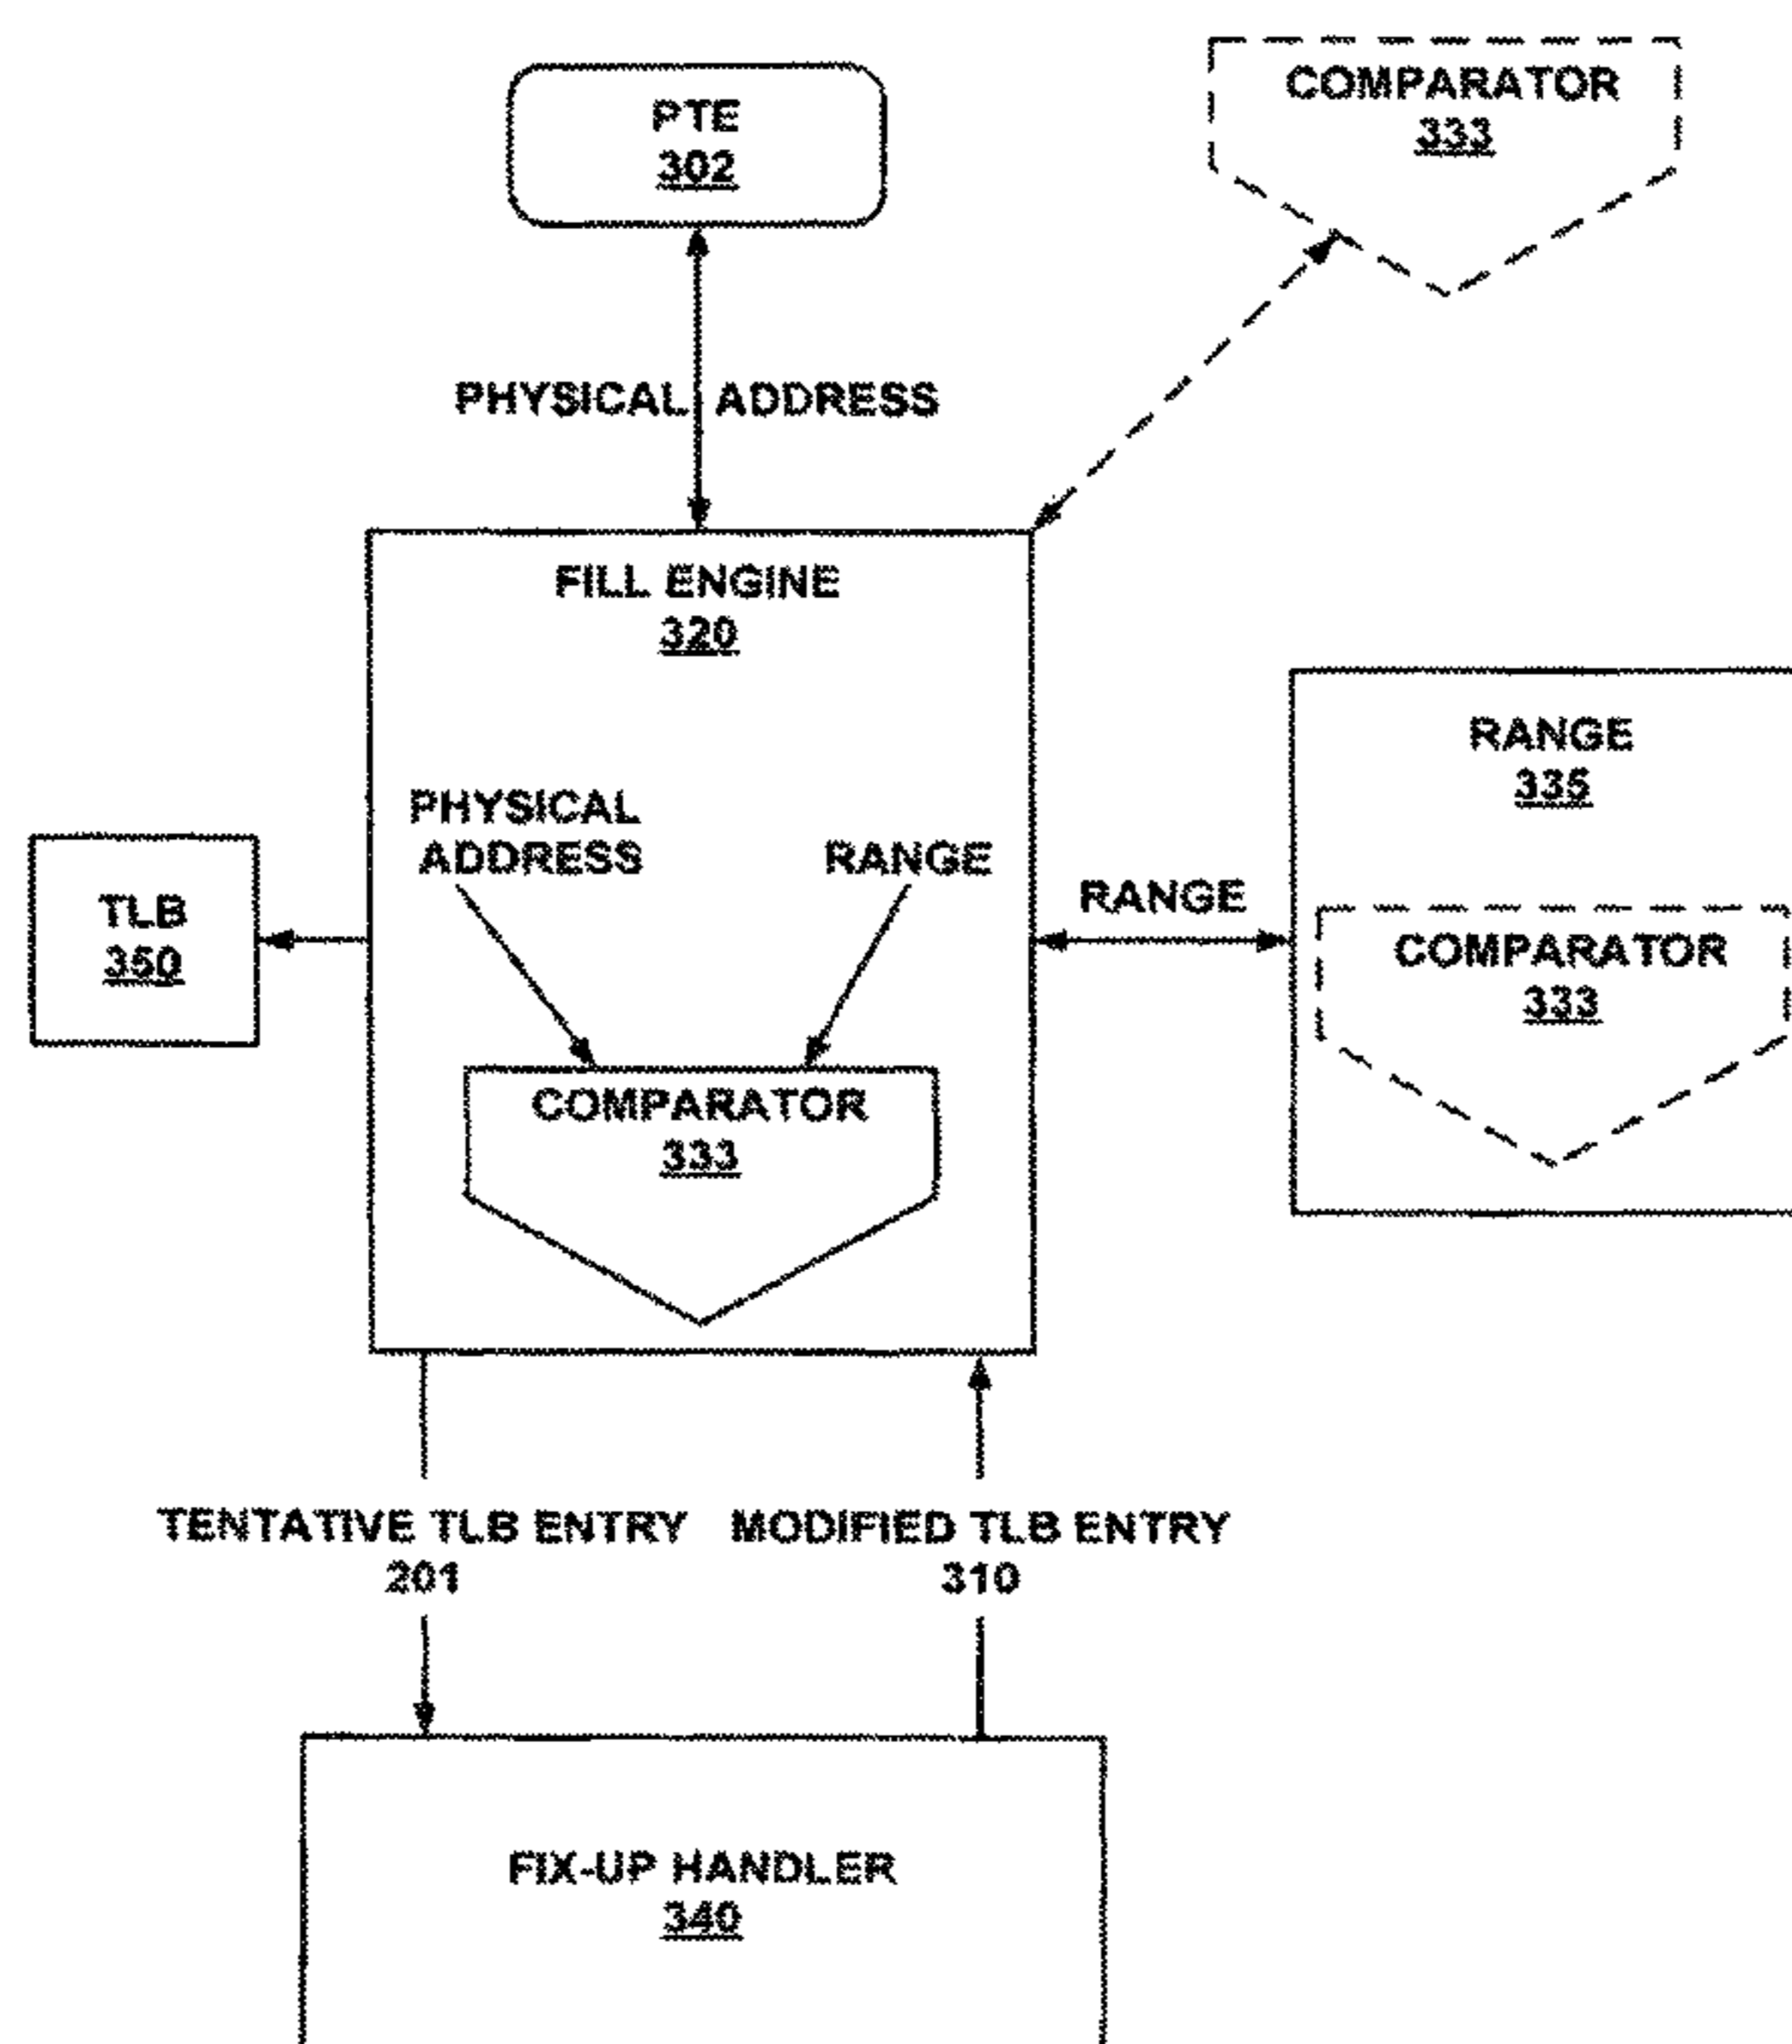 PTE
302
COMPARATOR
333
PHYSICAL ADDRESS
FILL ENGINE
320
RANGE
335
PHYSICAL
ADDRESS
RANGE
RANGE
TLB
350
COMPARATOR
333
COMPARATOR
333
TENTATIVE TLB ENTRY
201
MODIFIED TLB ENTRY
310
FIX-UP HANDLER
340